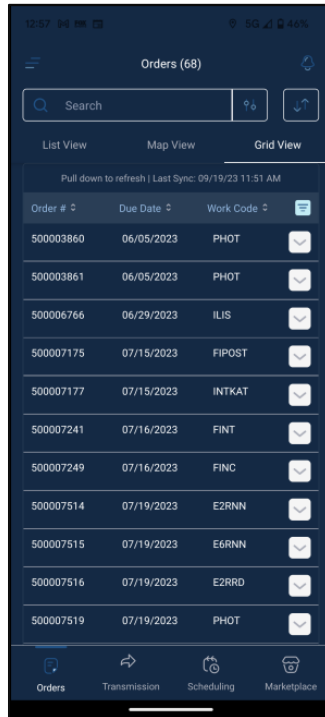 12:57
5G 46%
Orders (68)
Search
List View Map View Grid View
Pull down to refresh | Last Sync: 09/19/23 11:51 AM
Order # Due Date Work Code
500003860 06/05/2023 PHOT
500003861 06/05/2023 PHOT
500006766 06/29/2023 ILIS
500007175 07/15/2023 FIPOST
500007177 07/15/2023 INTKAT
500007241 07/16/2023 FINT
500007249 07/16/2023 FINC
500007514 07/19/2023 E2RNN
500007515 07/19/2023 E6RNN
500007516 07/19/2023 E2RRD
500007519 07/19/2023 PHOT
Orders Transmission Scheduling Marketplace